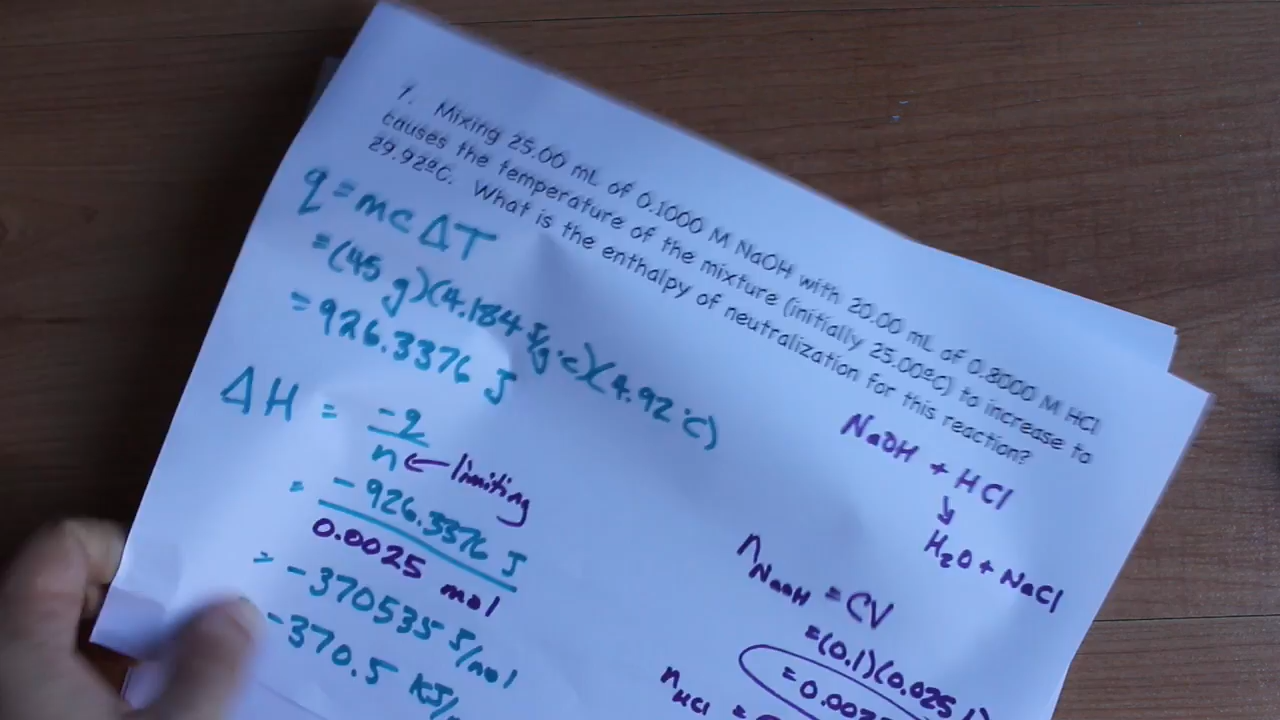 1. Mixing 25.00 mL of 0.1000 M NaOH with 20.00 mL of 0.8000 M HCl
causes the temperature of the mixture (initially 25.00ºC) to increase to
29.92ºC. What is the enthalpy of neutralization for this reaction?
q = mcΔT
= (45 g)(4.184 J/g°C)(4.92°C)
= 926.3376 J
ΔH = -q/n ← limiting
= -926.3376 J
0.0025 mol
= -370535 J/mol
= -370.5 KJ/
NaOH + HCl
↓
H2O + NaCl
nNaOH = CV
= (0.1)(0.025
= 0.0025
nHCl =